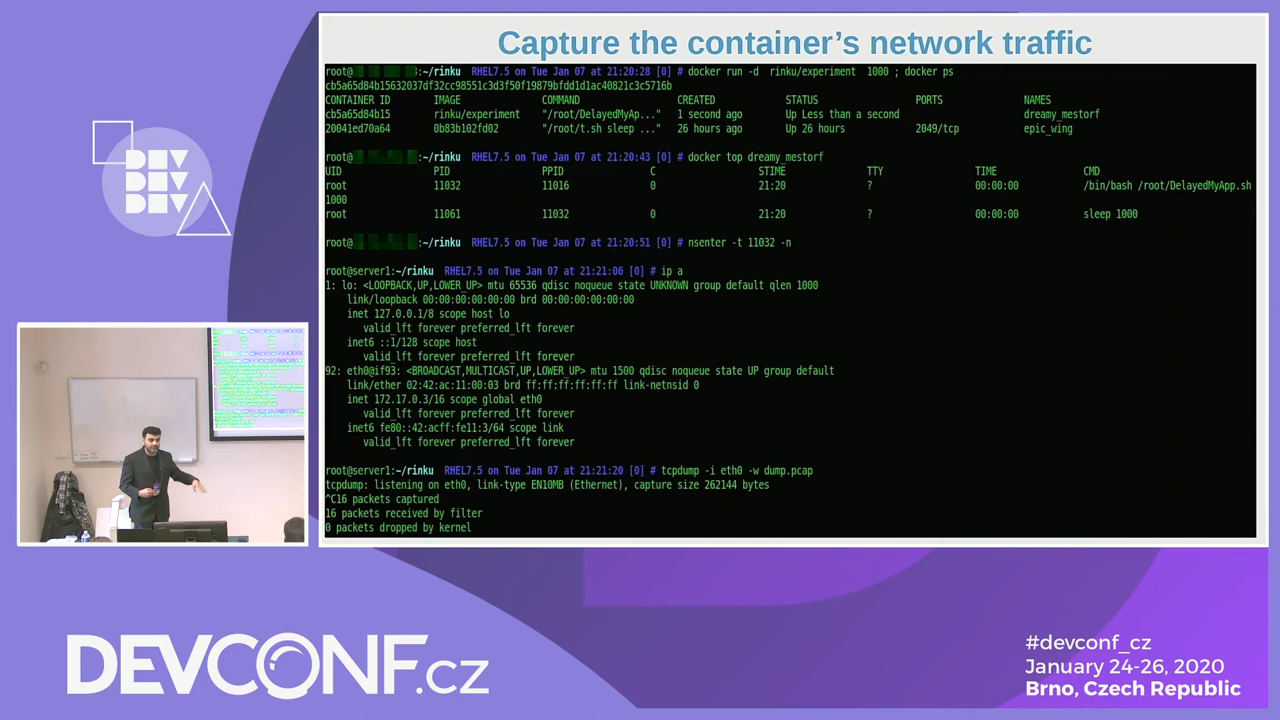 Capture the container's network traffic
root@ :~/rinku RHEL7.5 on Tue Jan 07 at 21:20:28 [0] # docker run -d rinku/experiment 1000 ; docker ps
cb5a65d84b15632037df32cc98551c3d3f50f19879bfdd1d1ac40821c3c5716b
CONTAINER ID IMAGE COMMAND CREATED STATUS PORTS NAMES
cb5a65d84b15 rinku/experiment "/root/DelayedMyAp..." 1 second ago Up Less than a second dreamy_mestorf
20041ed70a64 0b83b102fd02 "/root/t.sh sleep ..." 26 hours ago Up 26 hours 2049/tcp epic_wing
root@ :~/rinku RHEL7.5 on Tue Jan 07 at 21:20:43 [0] # docker top dreamy_mestorf
UID PID PPID C STIME TTY TIME CMD
root 11032 11016 0 21:20 ? 00:00:00 /bin/bash /root/DelayedMyApp.sh
1000
root 11061 11032 0 21:20 ? 00:00:00 sleep 1000
root@ :~/rinku RHEL7.5 on Tue Jan 07 at 21:20:51 [0] # nsenter -t 11032 -n
root@server1:~/rinku RHEL7.5 on Tue Jan 07 at 21:21:06 [0] # ip a
1: lo: <LOOPBACK,UP,LOWER_UP> mtu 65536 qdisc noqueue state UNKNOWN group default qlen 1000
link/loopback 00:00:00:00:00:00 brd 00:00:00:00:00:00
inet 127.0.0.1/8 scope host lo
valid_lft forever preferred_lft forever
inet6 ::1/128 scope host
valid_lft forever preferred_lft forever
92: eth0@if93: <BROADCAST,MULTICAST,UP,LOWER_UP> mtu 1500 qdisc noqueue state UP group default
link/ether 02:42:ac:11:00:03 brd ff:ff:ff:ff:ff:ff link-netnsid 0
inet 172.17.0.3/16 scope global eth0
valid_lft forever preferred_lft forever
inet6 fe80::42:acff:fe11:3/64 scope link
valid_lft forever preferred_lft forever
root@server1:~/rinku RHEL7.5 on Tue Jan 07 at 21:21:20 [0] # tcpdump -i eth0 -w dump.pcap
tcpdump: listening on eth0, link-type EN10MB (Ethernet), capture size 262144 bytes
^C16 packets captured
16 packets received by filter
0 packets dropped by kernel
DEV
DEV
DEV
DEVCONF.cz
#devconf_cz
January 24-26, 2020
Brno, Czech Republic